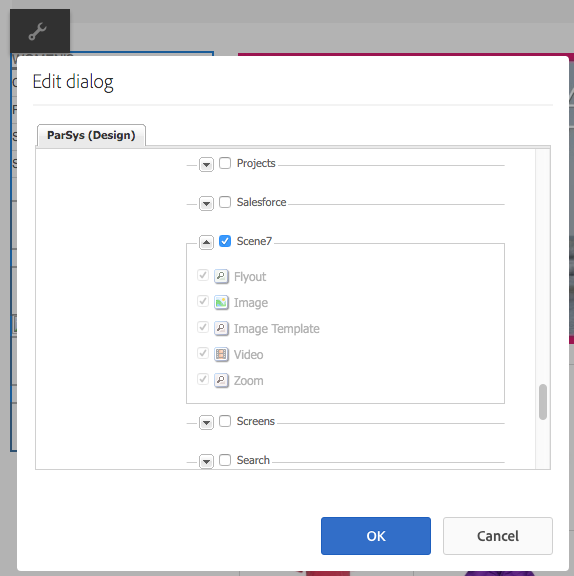 Edit dialog
ParSys (Design)
Projects
Salesforce
Scene7
Flyout
Image
Image Template
Video
Zoom
Screens
Search
OK
Cancel